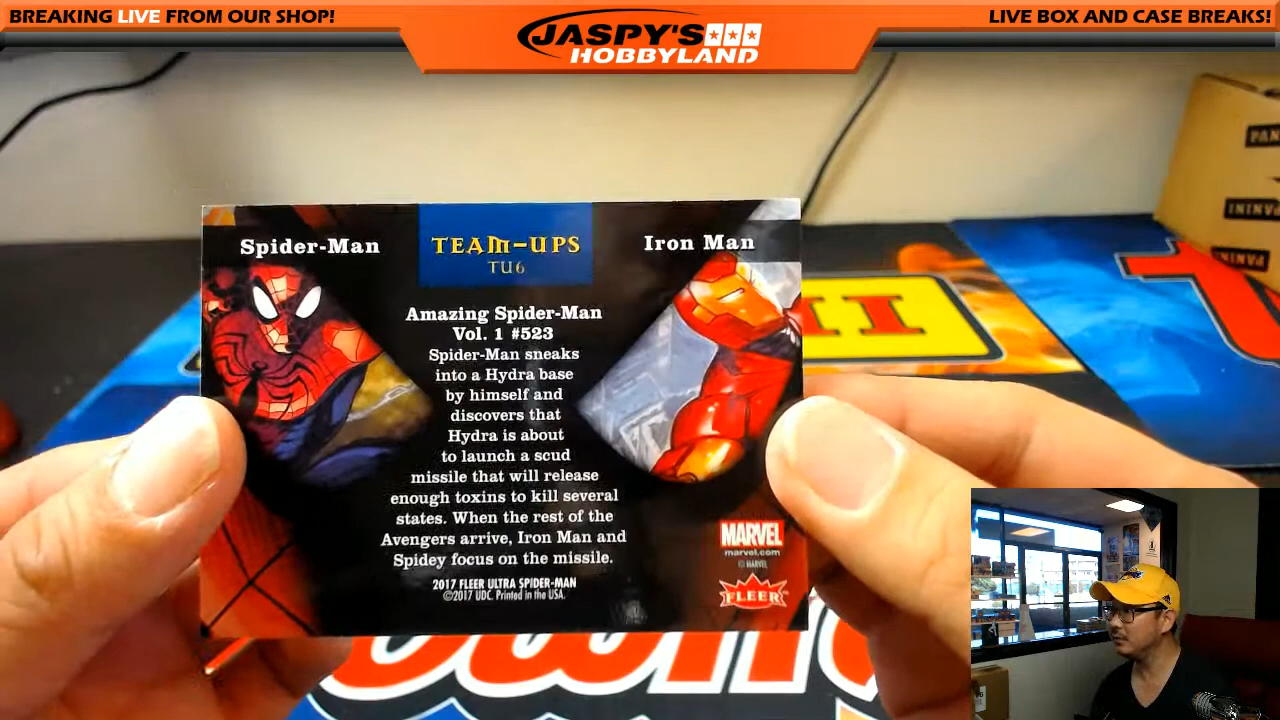 BREAKING LIVE FROM OUR SHOP!
JASPY'S
HOBBYLAND
LIVE BOX AND CASE BREAKS!
Spider-Man
TEAM-UPS
TU6
Iron Man
Amazing Spider-Man
Vol. 1 #523
Spider-Man sneaks
into a Hydra base
by himself and
discovers that
Hydra is about
to launch a scud
missile that will release
enough toxins to kill several
states. When the rest of the
Avengers arrive, Iron Man and
Spidey focus on the missile.
2017 FLEER ULTRA SPIDER-MAN
©2017 UDC. Printed in the USA.
MARVEL
marvel.com
© MARVEL
FLEER